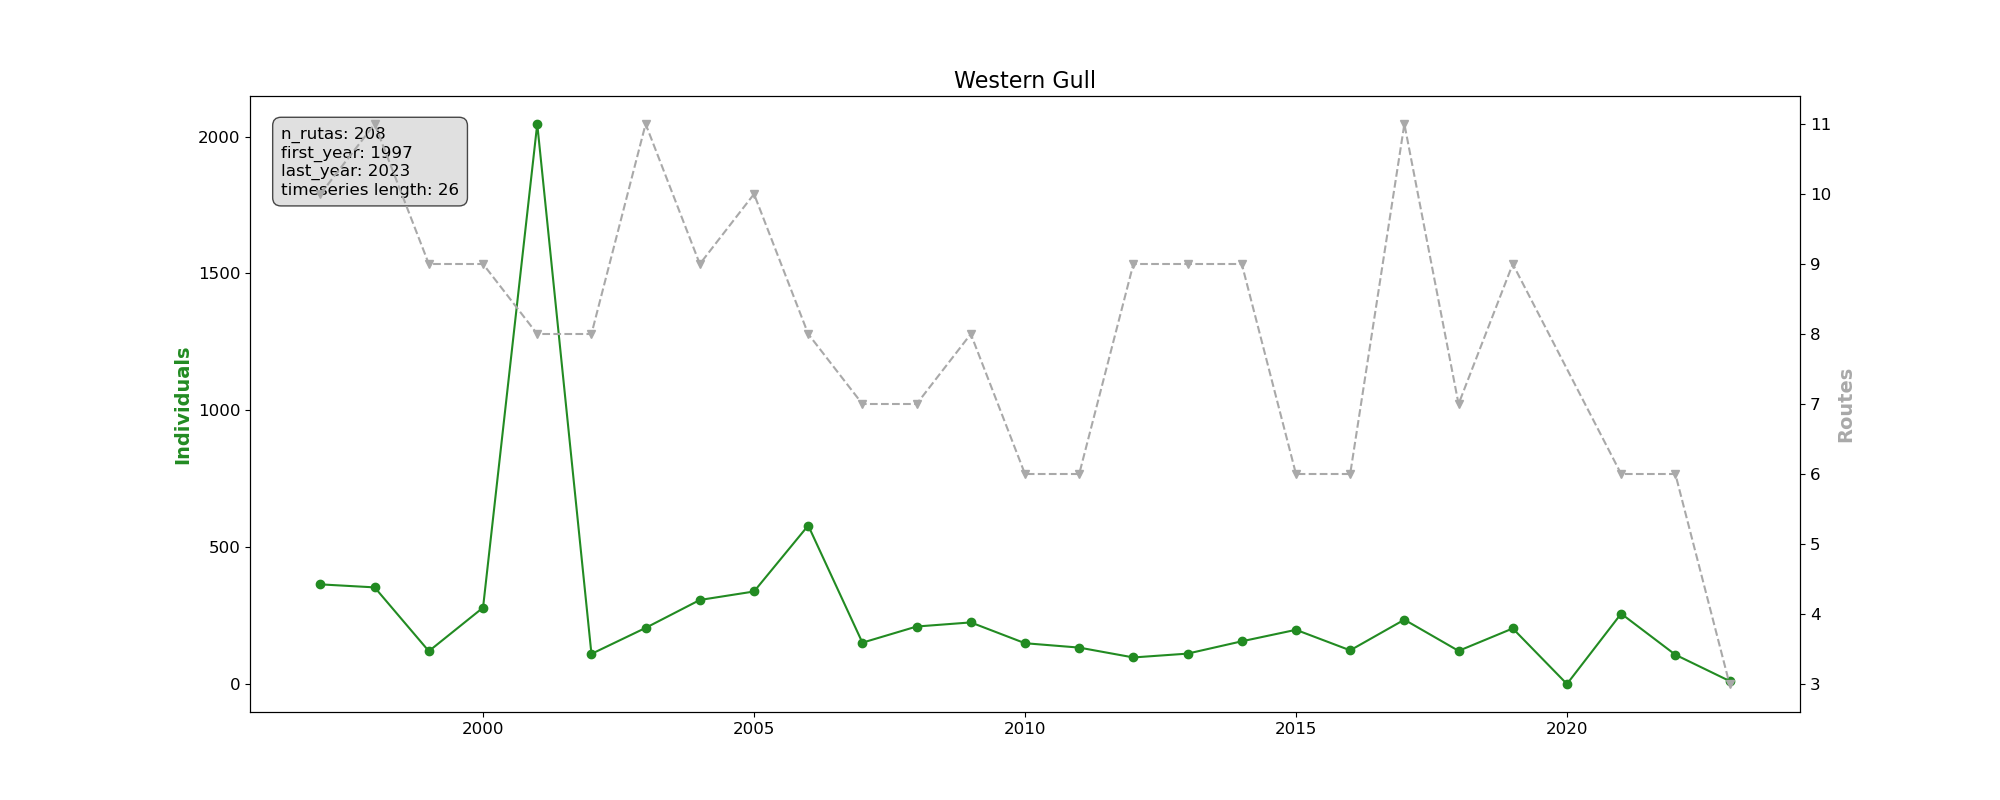 Western Gull
n_rutas: 208
first_year: 1997
last_year: 2023
timeseries length: 26
2000
1500
1000
500
0
Individuals
11
10
9
8
7
6
5
4
3
Routes
2000 2005 2010 2015 2020